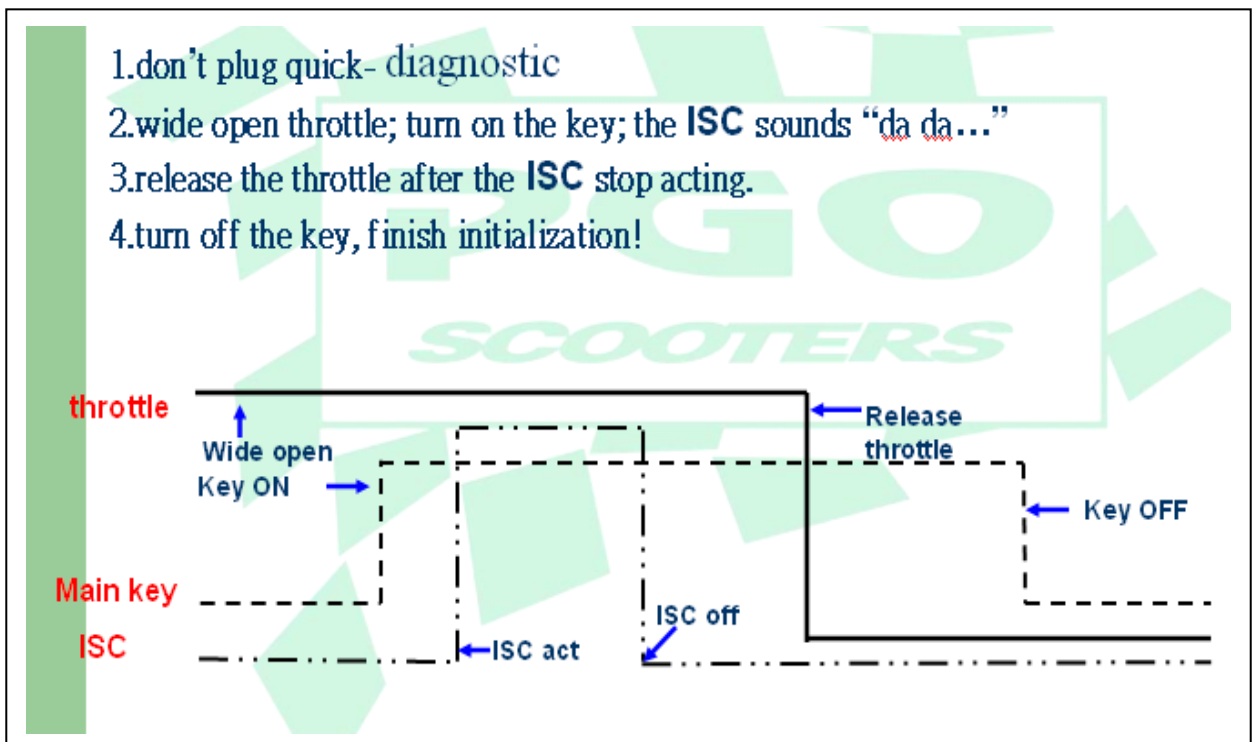 1.don't plug quick- diagnostic
2.wide open throttle; turn on the key; the ISC sounds “da da…”
3.release the throttle after the ISC stop acting.
4.turn off the key, finish initialization!
PGO
SCOOTERS
throttle
Wide open
Release
throttle
Key ON
Key OFF
Main key
ISC
ISC act
ISC off